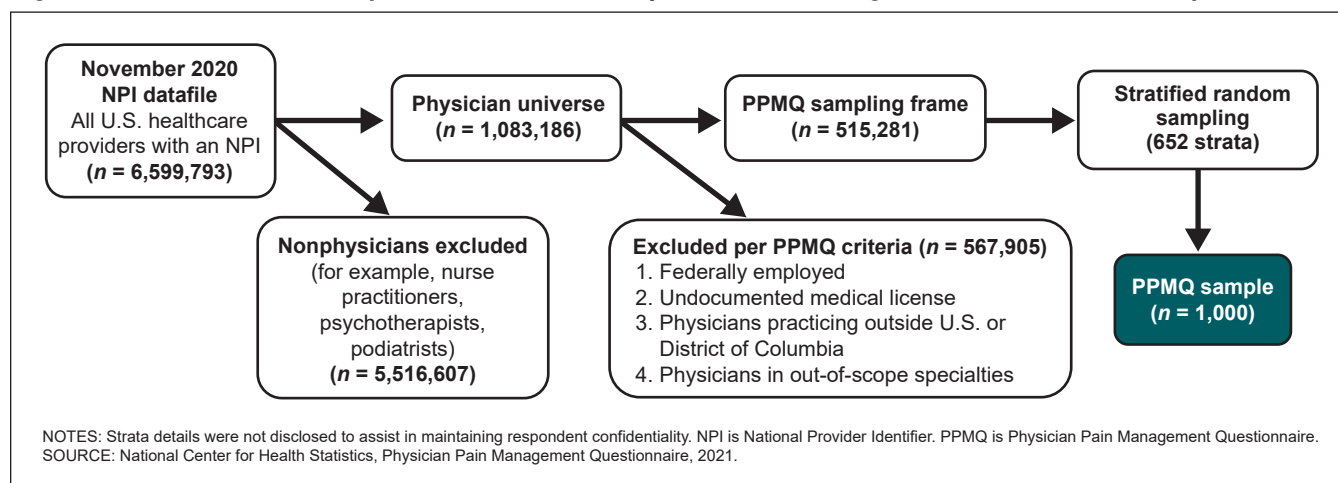 November 2020
NPI datafile
All U.S. healthcare
providers with an NPI
(n = 6,599,793)
Physician universe
(n = 1,083,186)
PPMQ sampling frame
(n = 515,281)
Stratified random
sampling
(652 strata)
Nonphysicians excluded
(for example, nurse
practitioners,
psychotherapists,
podiatrists)
(n = 5,516,607)
Excluded per PPMQ criteria (n = 567,905)
1. Federally employed
2. Undocumented medical license
3. Physicians practicing outside U.S. or
District of Columbia
4. Physicians in out-of-scope specialties
PPMQ sample
(n = 1,000)
NOTES: Strata details were not disclosed to assist in maintaining respondent confidentiality. NPI is National Provider Identifier. PPMQ is Physician Pain Management Questionnaire.
SOURCE: National Center for Health Statistics, Physician Pain Management Questionnaire, 2021.